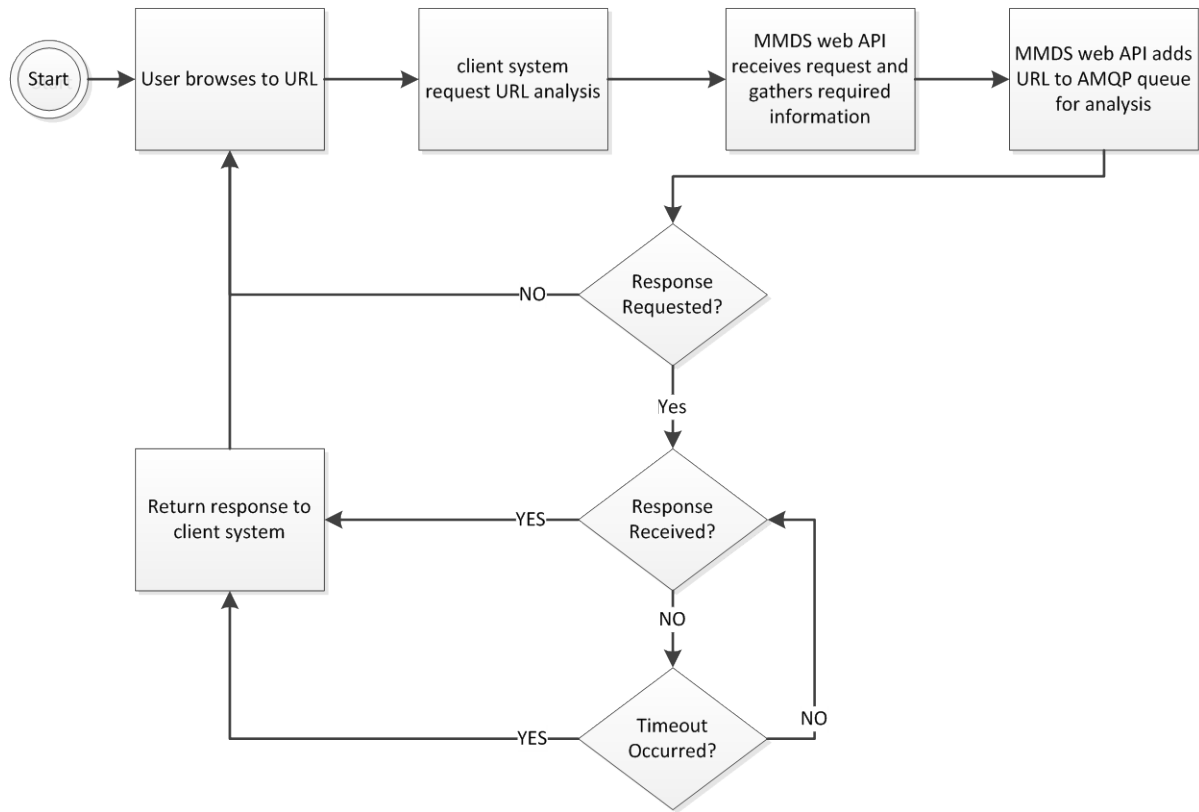 Start
User browses to URL
client system
request URL analysis
MMDS web API
receives request and
gathers required
information
MMDS web API adds
URL to AMQP queue
for analysis
Response
Requested?
NO
Yes
Return response to
client system
YES
Response
Received?
NO
Timeout
Occurred?
YES
NO